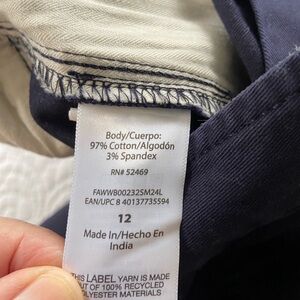 Body/Cuerpo:
97% Cotton/Algodón
3% Spandex
RN# 52469
FAWWB00232SM24L
EAN/UPC 8 40137735594
12
Made In/Hecho En
India
THIS LABEL YARN IS MADE
OUT OF 100% RECYCLED
POLYESTER MATERIALS